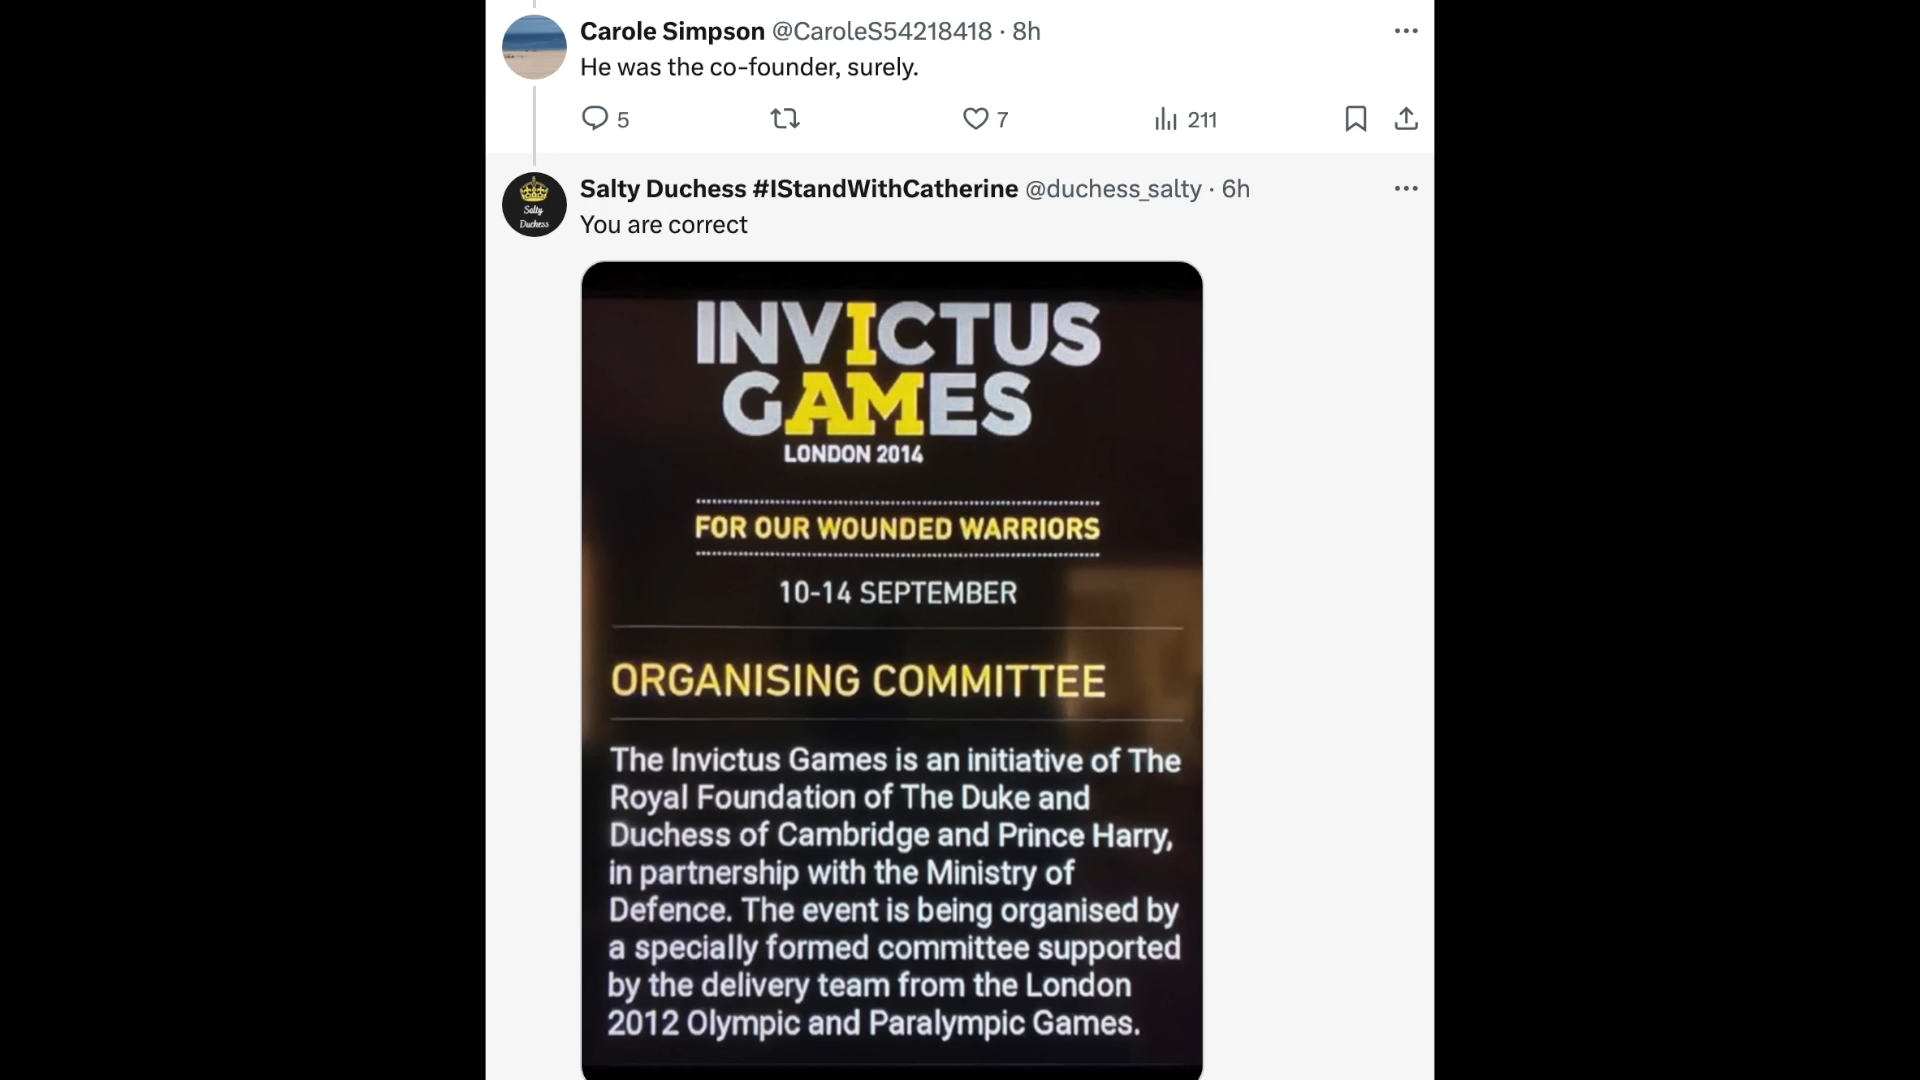 Carole Simpson @CaroleS54218418 · 8h
He was the co-founder, surely.
5 7 211
Salty Duchess #IStandWithCatherine @duchess_salty · 6h
Salty
Duchess
You are correct
INVICTUS
GAMES
LONDON 2014
FOR OUR WOUNDED WARRIORS
10-14 SEPTEMBER
ORGANISING COMMITTEE
The Invictus Games is an initiative of The
Royal Foundation of The Duke and
Duchess of Cambridge and Prince Harry,
in partnership with the Ministry of
Defence. The event is being organised by
a specially formed committee supported
by the delivery team from the London
2012 Olympic and Paralympic Games.